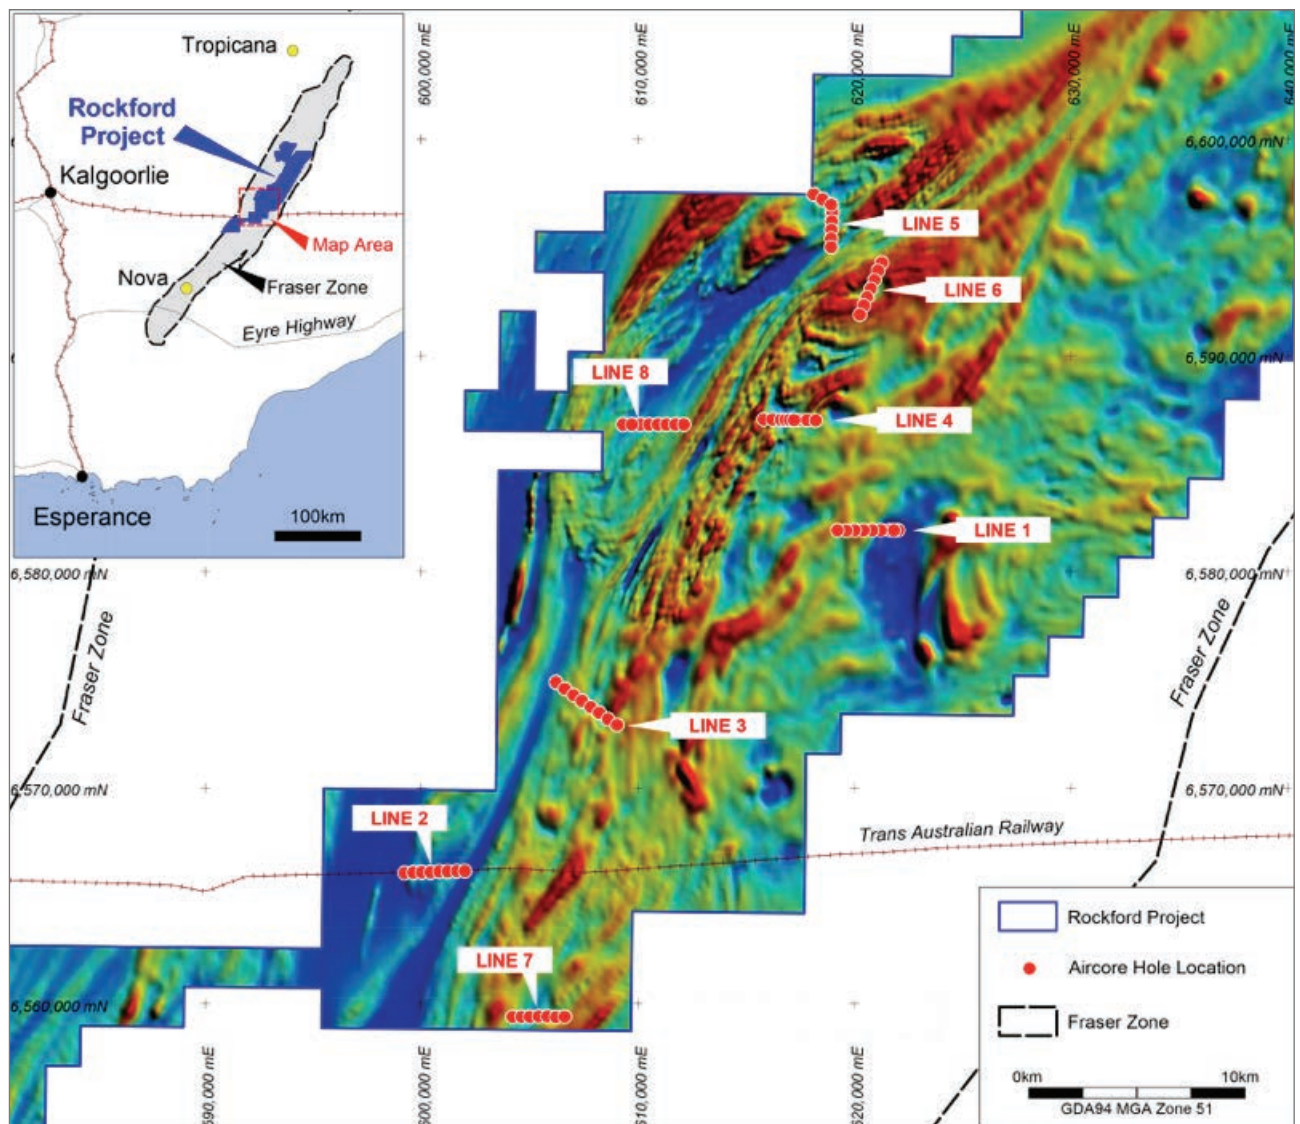 Tropicana
Rockford
Project
Kalgoorlie
Map Area
Nova
Fraser Zone
Eyre Highway
Esperance
100km
600,000 mE
610,000 mE
620,000 mE
630,000 mE
640,0
6,600,000 mN
LINE 5
LINE 6
6,590,000 mN
LINE 8
LINE 4
LINE 1
6,580,000 mN
6,580,000 mN
Fraser Zone
Fraser Zone
LINE 3
6,570,000 mN
6,570,000 mN
LINE 2
Trans Australian Railway
LINE 7
6,560,000 mN
590,000 mE
600,000 mE
610,000 mE
620,000 mE
Rockford Project
Aircore Hole Location
Fraser Zone
0km
10km
GDA94 MGA Zone 51